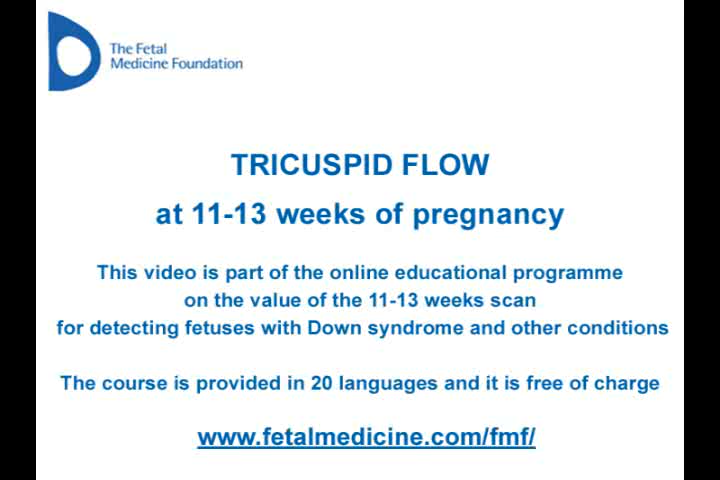 The Fetal
Medicine Foundation
TRICUSPID FLOW
at 11-13 weeks of pregnancy
This video is part of the online educational programme
on the value of the 11-13 weeks scan
for detecting fetuses with Down syndrome and other conditions
The course is provided in 20 languages and it is free of charge
www.fetalmedicine.com/fmf/